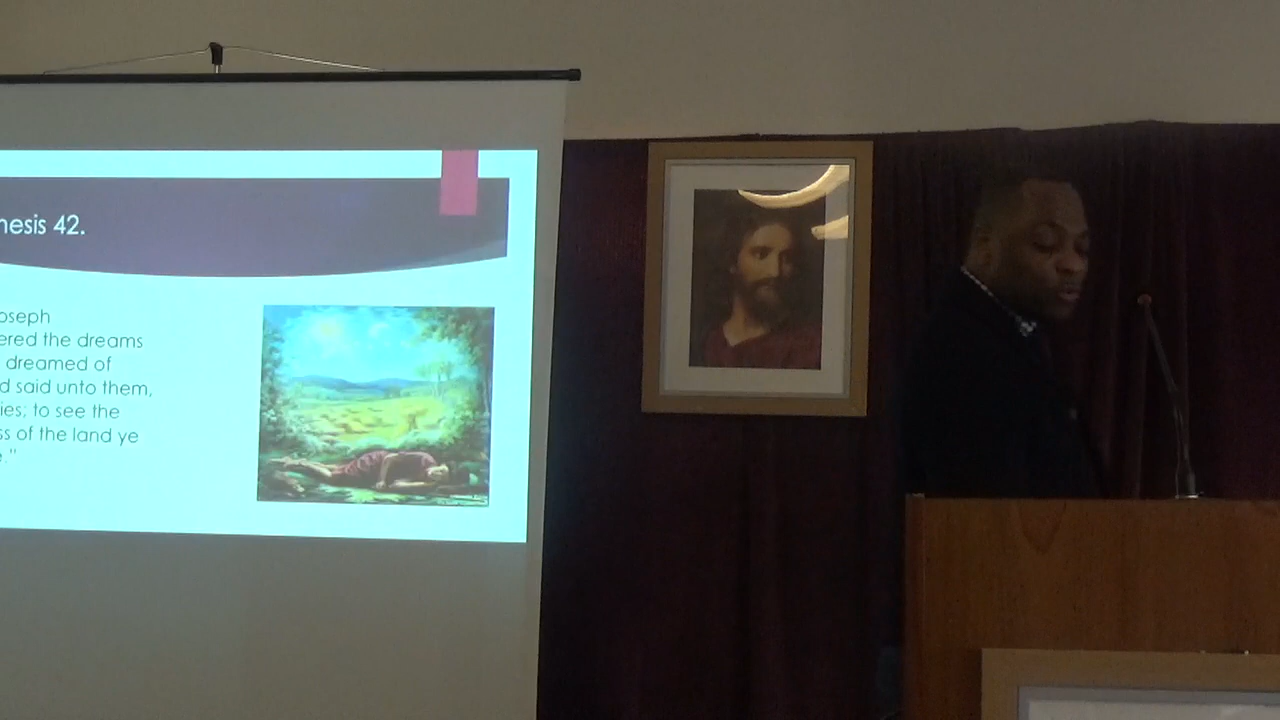 nesis 42.
oseph
ered the dreams
dreamed of
d said unto them,
ies; to see the
ss of the land ye
."